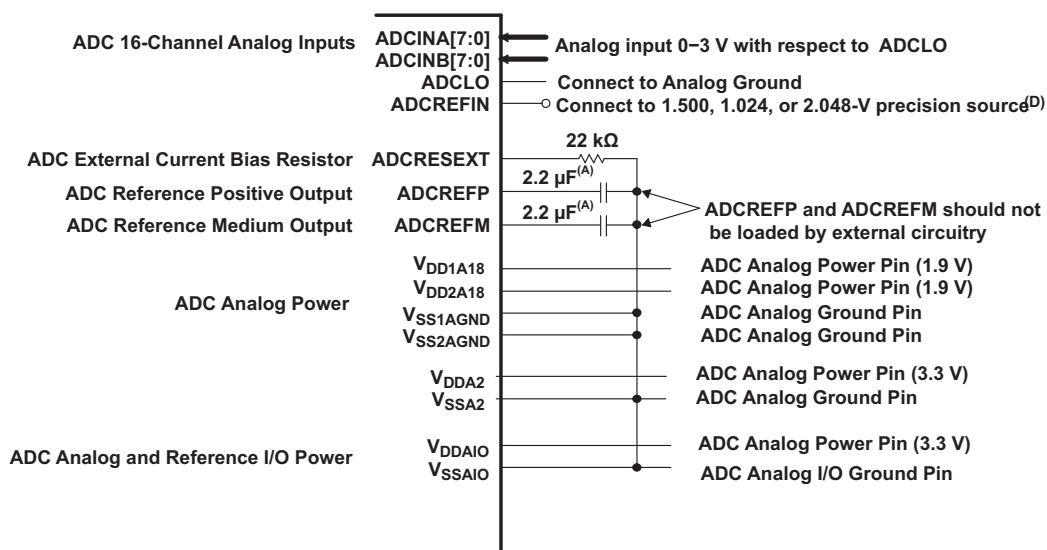 ADC 16-Channel Analog Inputs ADCINA[7:0] Analog input 0−3 V with respect to ADCLO
ADCINB[7:0]
ADCLO Connect to Analog Ground
ADCREFIN Connect to 1.500, 1.024, or 2.048-V precision source(D)
22 kΩ
ADC External Current Bias Resistor ADCRESEXT
2.2 µF(A)
ADC Reference Positive Output ADCREFP
2.2 µF(A)
ADC Reference Medium Output ADCREFM
ADCREFP and ADCREFM should not
be loaded by external circuitry
VDD1A18 ADC Analog Power Pin (1.9 V)
VDD2A18 ADC Analog Power Pin (1.9 V)
ADC Analog Power
VSS1AGND ADC Analog Ground Pin
VSS2AGND ADC Analog Ground Pin
VDDA2 ADC Analog Power Pin (3.3 V)
VSSA2 ADC Analog Ground Pin
VDDAIO ADC Analog Power Pin (3.3 V)
ADC Analog and Reference I/O Power
VSSAIO ADC Analog I/O Ground Pin